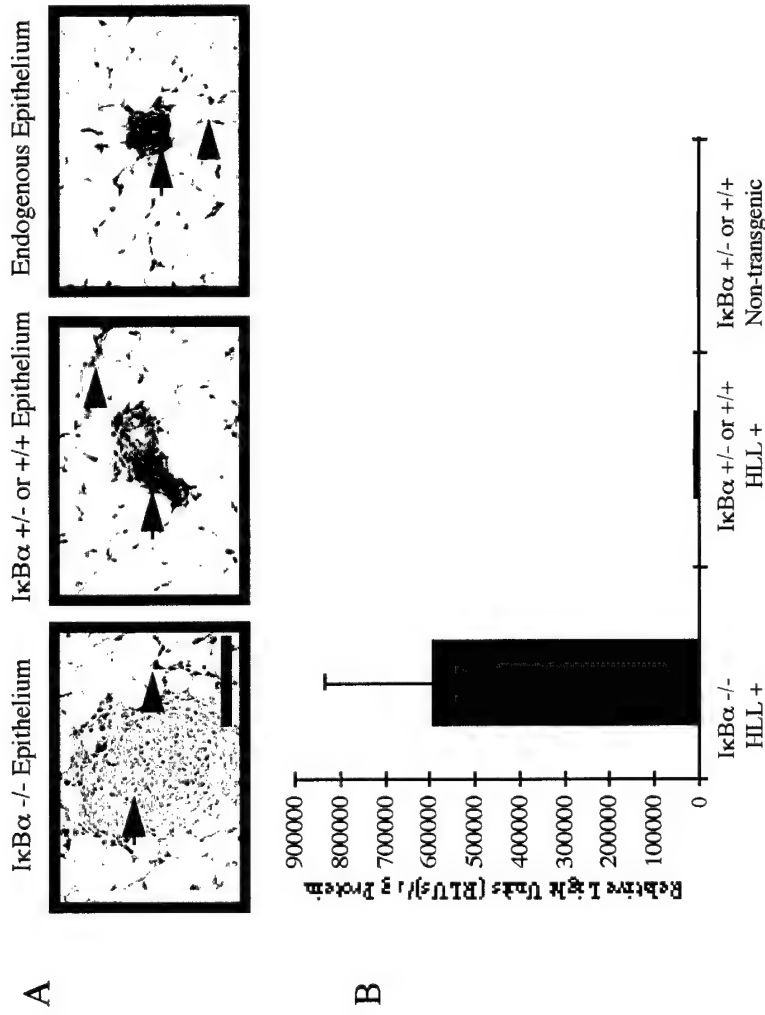 A
IκBα -/- Epithelium
IκBα +/- or +/+ Epithelium
Endogenous Epithelium
B
Relative Light Units (RLUs)/ Protein
900000
800000
700000
600000
500000
400000
300000
200000
100000
0
IκBα -/-
HLL +
IκBα +/- or +/+
HLL +
IκBα +/- or +/+
Non-transgenic